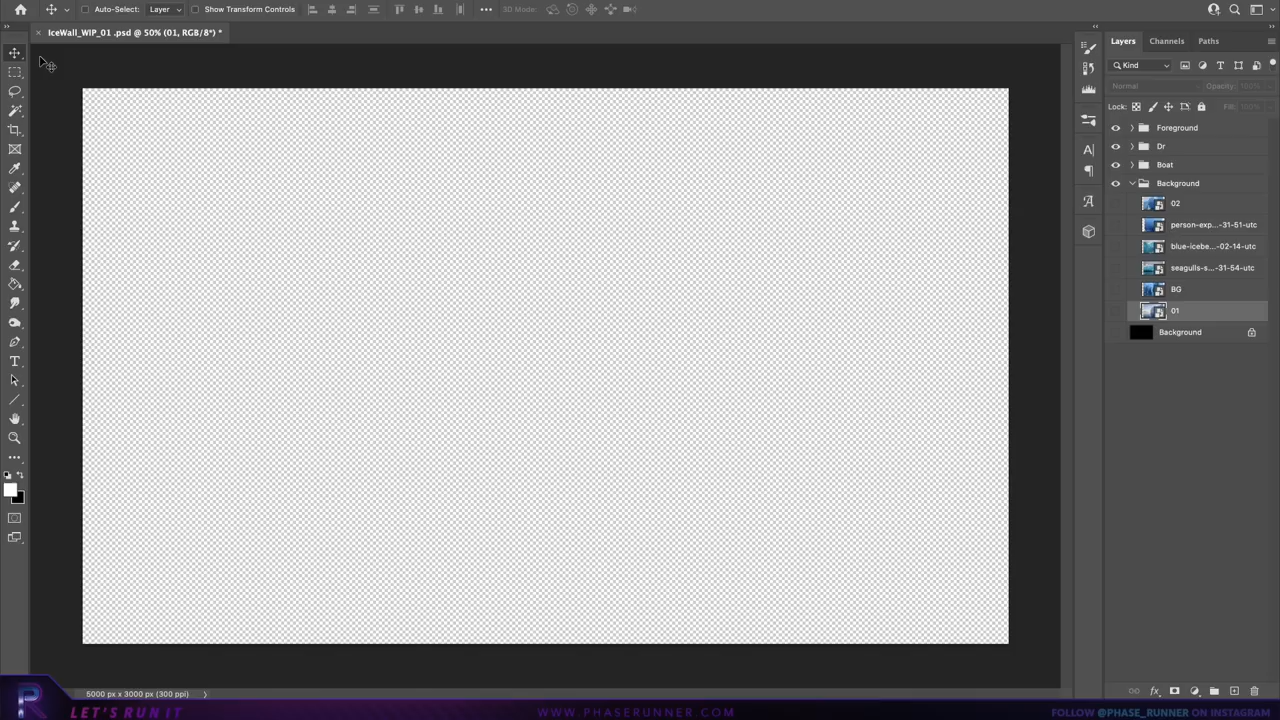 Auto-Select:
Layer
Show Transform Controls
3D Mode:
IceWall_WIP_01 .psd @ 50% (01, RGB/8*) *
Layers
Channels
Paths
Kind
Normal
Opacity: 100%
Lock:
Fill: 100%
Foreground
Dr
Boat
Background
02
person-exp...-31-51-utc
blue-icebe...-02-14-utc
seagulls-s...-31-54-utc
BG
01
Background
5000 px x 3000 px (300 ppi)
R
LET'S RUN IT
WWW.PHASERUNNER.COM
FOLLOW @PHASE_RUNNER ON INSTAGRAM